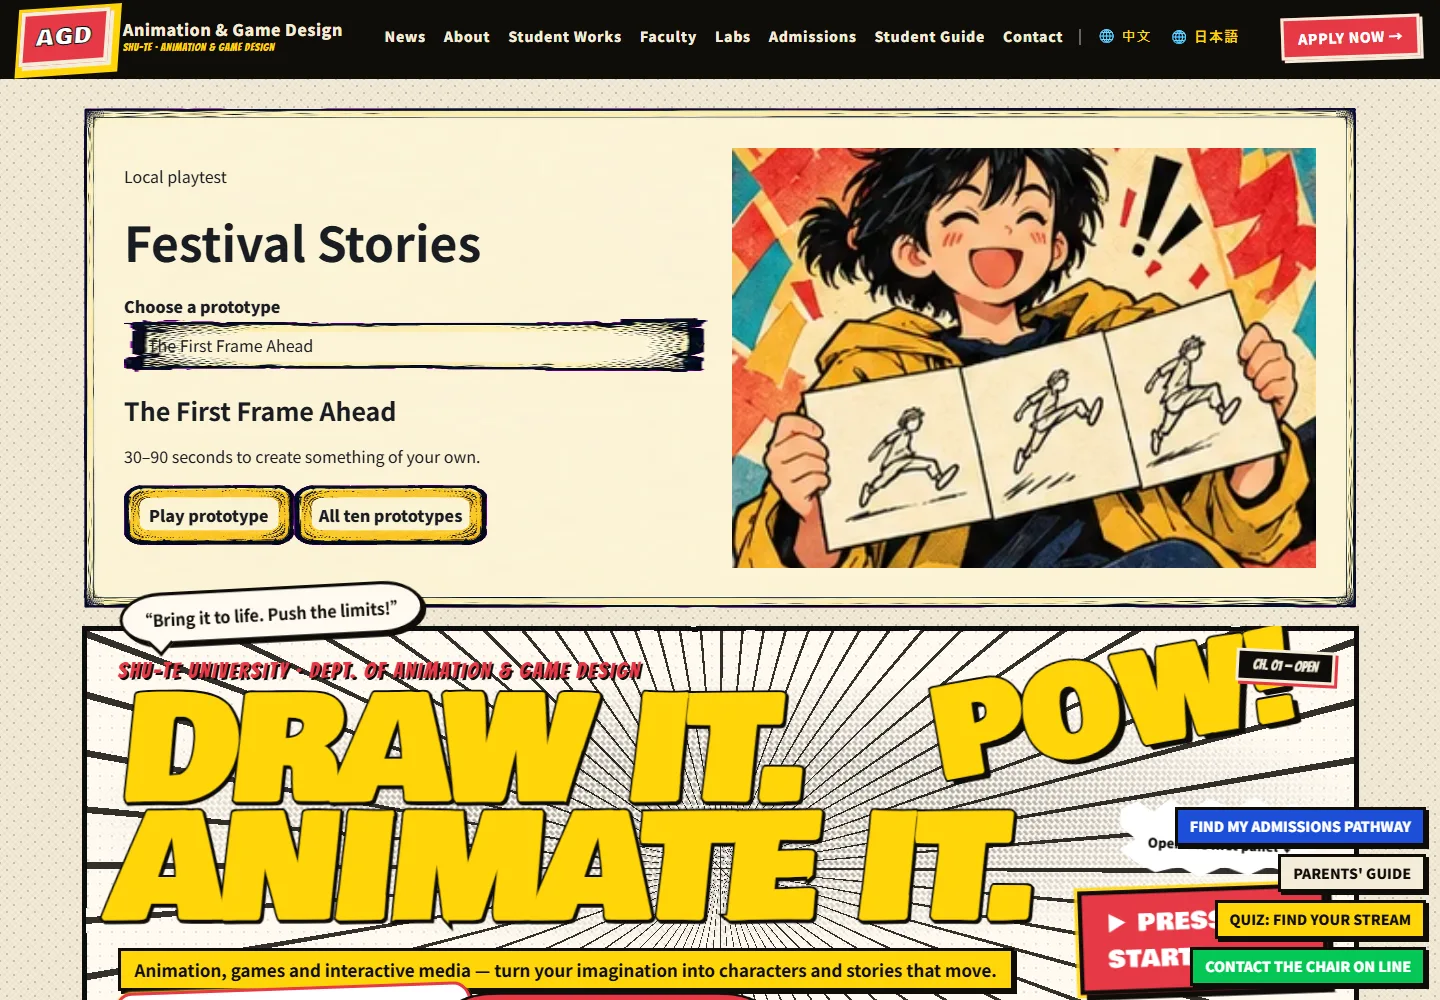 AGD
Animation & Game Design
SHU-TE · ANIMATION & GAME DESIGN
News
About
Student Works
Faculty
Labs
Admissions
Student Guide
Contact
中文
日本語
APPLY NOW →
Local playtest
Festival Stories
Choose a prototype
The First Frame Ahead
The First Frame Ahead
30–90 seconds to create something of your own.
Play prototype
All ten prototypes
“Bring it to life. Push the limits!”
SHU-TE UNIVERSITY · DEPT. OF ANIMATION & GAME DESIGN
CH. 01 — OPEN
DRAW IT.
POW!
ANIMATE IT.
FIND MY ADMISSIONS PATHWAY
PARENTS' GUIDE
▶ PRESS
START
QUIZ: FIND YOUR STREAM
CONTACT THE CHAIR ON LINE
Animation, games and interactive media — turn your imagination into characters and stories that move.